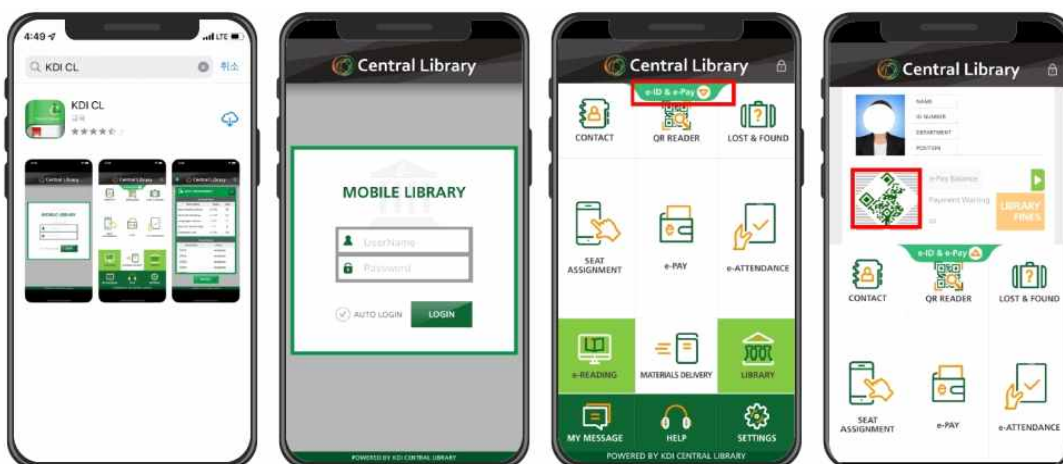 4:49
LTE
KDI CL
취소
KDI CL
교육
Central Library
MOBILE LIBRARY
UserName
Password
AUTO LOGIN
LOGIN
POWERED BY KDI CENTRAL LIBRARY
Central Library
e-ID & e-Pay
CONTACT
QR READER
LOST & FOUND
SEAT ASSIGNMENT
e-PAY
e-ATTENDANCE
e-READING
MATERIALS DELIVERY
LIBRARY
MY MESSAGE
HELP
SETTINGS
POWERED BY KDI CENTRAL LIBRARY
Central Library
NAME
ID NUMBER
DEPARTMENT
POSITION
e-Pay Balance
Payment Waiting
LIBRARY FINES
e-ID & e-Pay
CONTACT
QR READER
LOST & FOUND
SEAT ASSIGNMENT
e-PAY
e-ATTENDANCE